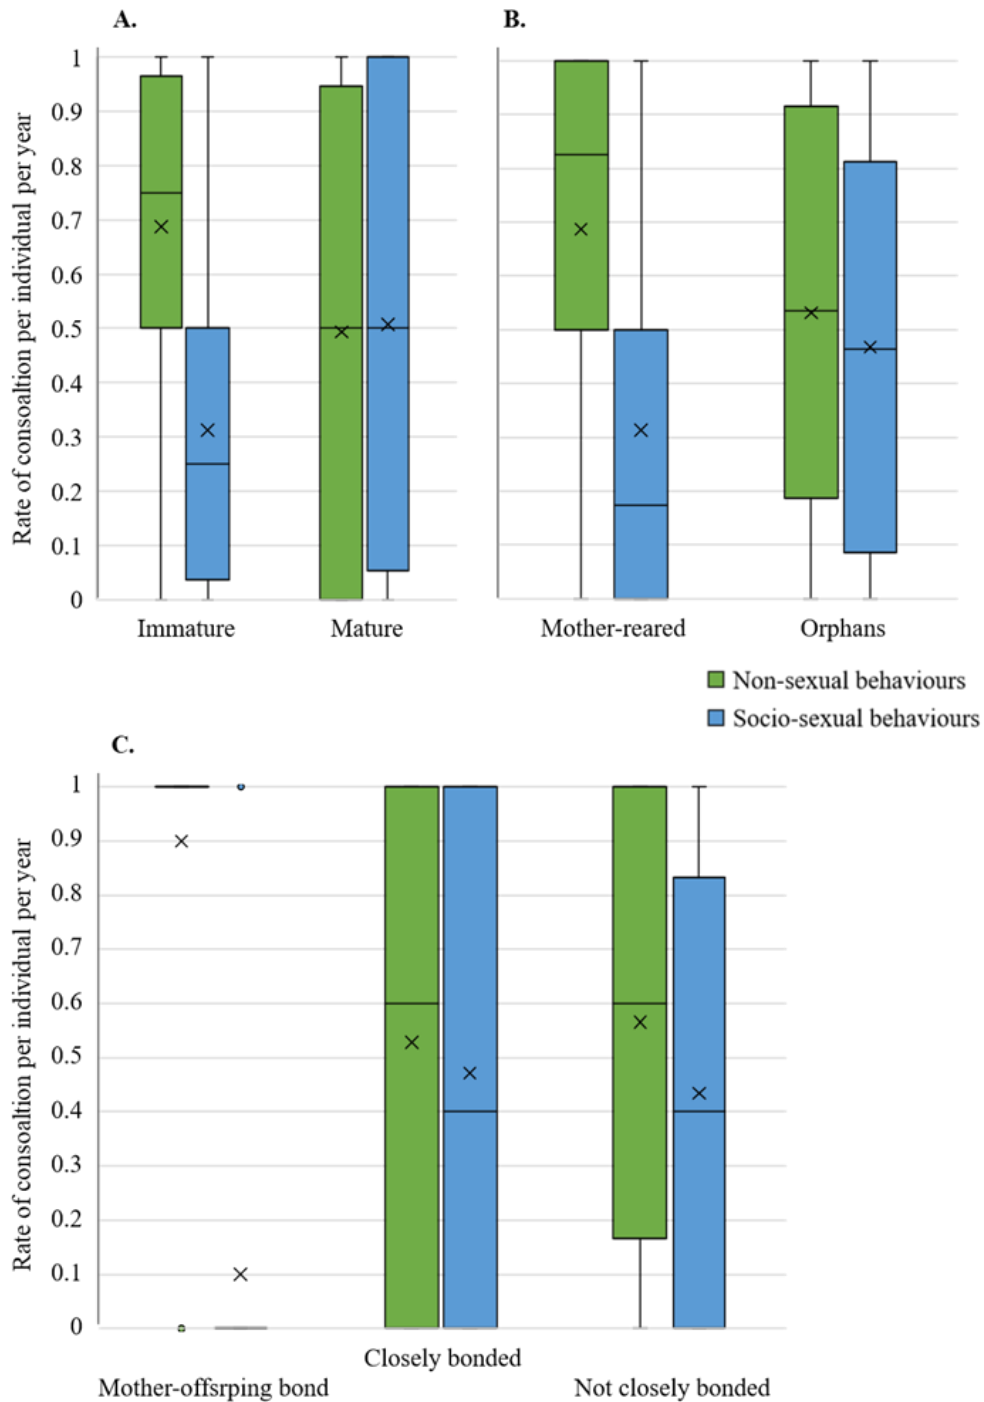 A.
B.
Rate of consoaltion per individual per year
1
0.9
0.8
0.7
0.6
0.5
0.4
0.3
0.2
0.1
0
Immature
Mature
Mother-reared
Orphans
Non-sexual behaviours
Socio-sexual behaviours
C.
Rate of consoaltion per individual per year
1
0.9
0.8
0.7
0.6
0.5
0.4
0.3
0.2
0.1
0
Closely bonded
Mother-offsrping bond
Not closely bonded